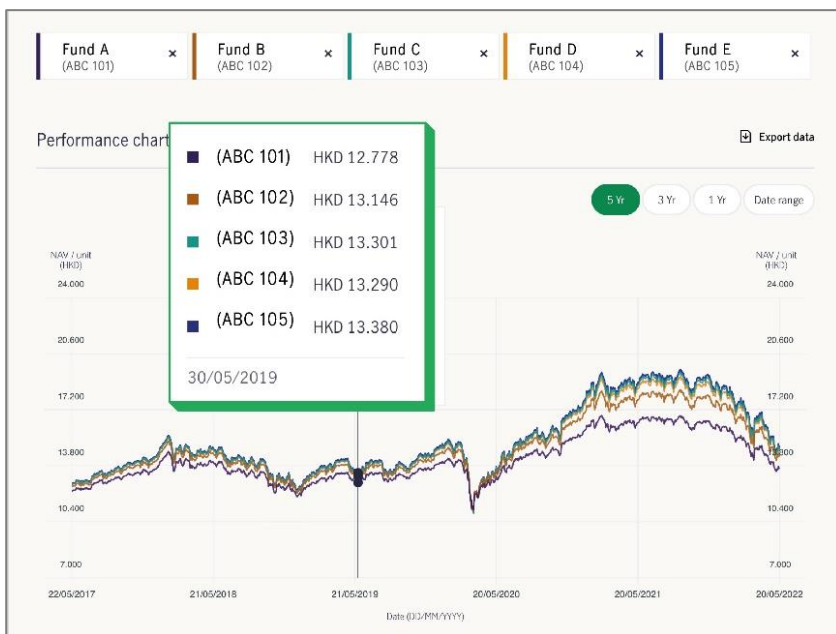 Fund A ×
(ABC 101)
Fund B ×
(ABC 102)
Fund C ×
(ABC 103)
Fund D ×
(ABC 104)
Fund E ×
(ABC 105)
Performance chart
Export data
(ABC 101) HKD 12.778
(ABC 102) HKD 13.146
(ABC 103) HKD 13.301
(ABC 104) HKD 13.290
(ABC 105) HKD 13.380
30/05/2019
5 Yr 3 Yr 1 Yr Date range
NAV / unit
(HKD)
NAV / unit
(HKD)
24.000 24.000
20.600 20.600
17.200 17.200
13.800 13.800
10.400 10.400
7.000 7.000
22/05/2017 21/05/2018 21/05/2019 20/05/2020 20/05/2021 20/05/2022
Date (DD/MM/YYYY)